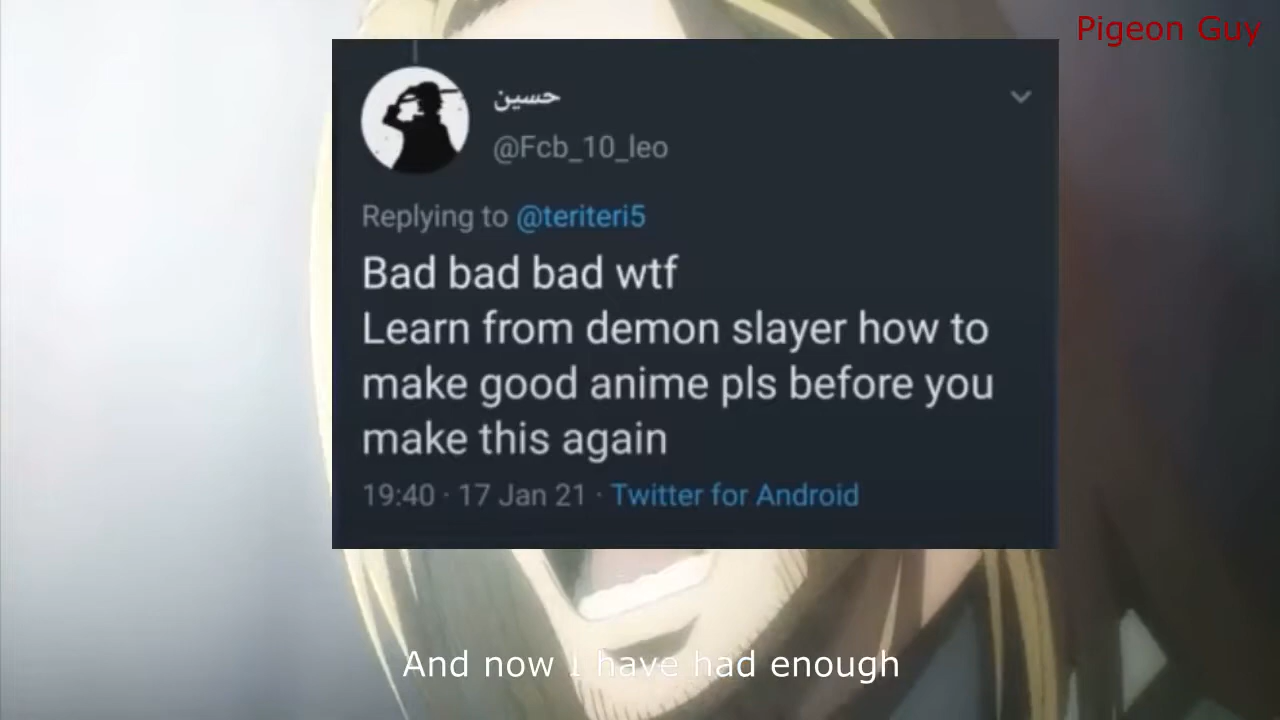 Pigeon Guy
حسين
@Fcb_10_leo
Replying to @teriteri5
Bad bad bad wtf
Learn from demon slayer how to
make good anime pls before you
make this again
19:40 · 17 Jan 21 · Twitter for Android
And now I have had enough